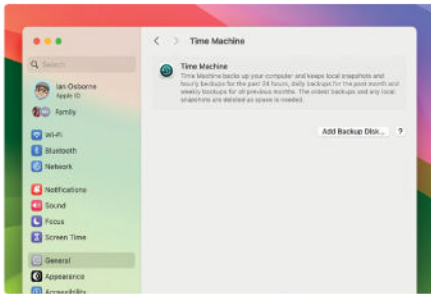 Time Machine
Search
Ian Osborne
Apple ID
Family
Wi-Fi
Bluetooth
Network
Notifications
Sound
Focus
Screen Time
General
Appearance
Accessibility
Time Machine
Time Machine backs up your computer and keeps local snapshots and
hourly backups for the past 24 hours, daily backups for the past month and
weekly backups for all previous months. The oldest backups and any local
snapshots are deleted as space is needed.
Add Backup Disk...
?